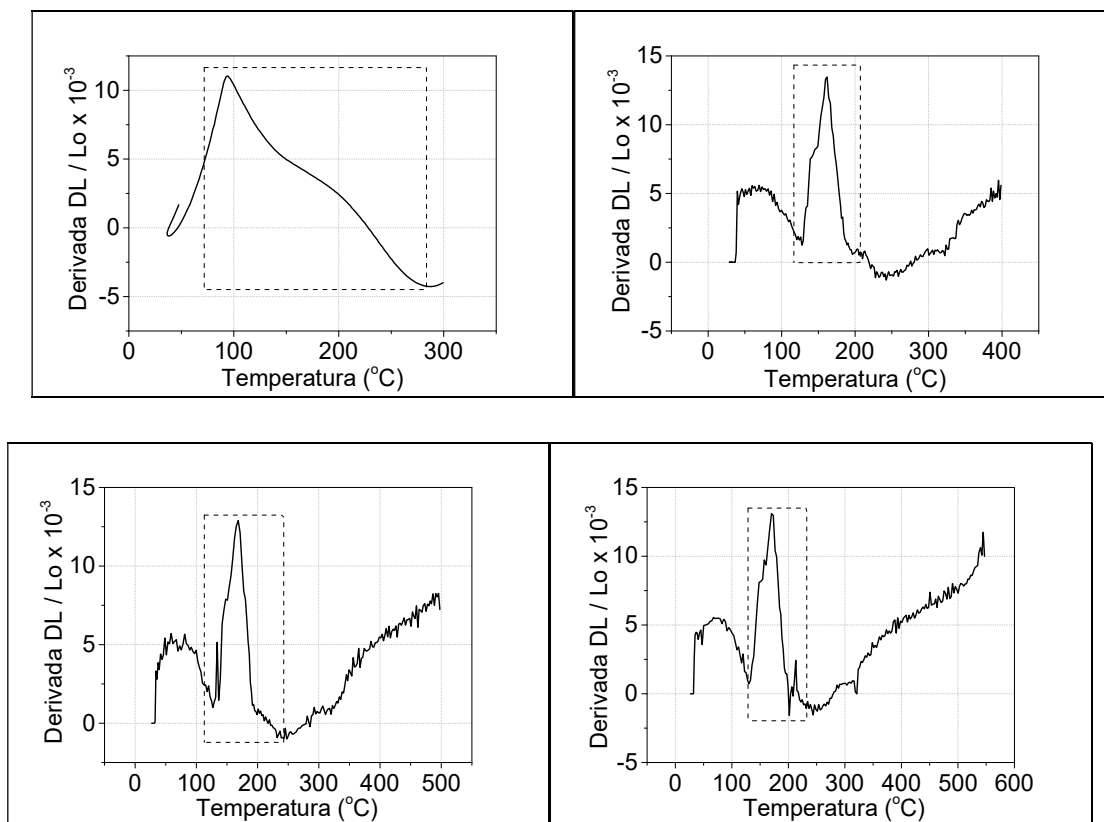 Derivada DL / Lo x 10⁻³
10
5
0
-5
0 100 200 300
Temperatura (°C)
Derivada DL / Lo x 10⁻³
15
10
5
0
-5
0 100 200 300 400
Temperatura (°C)
Derivada DL / Lo x 10⁻³
15
10
5
0
0 100 200 300 400 500
Temperatura (°C)
Derivada DL / Lo x 10⁻³
15
10
5
0
-5
0 100 200 300 400 500 600
Temperatura (°C)